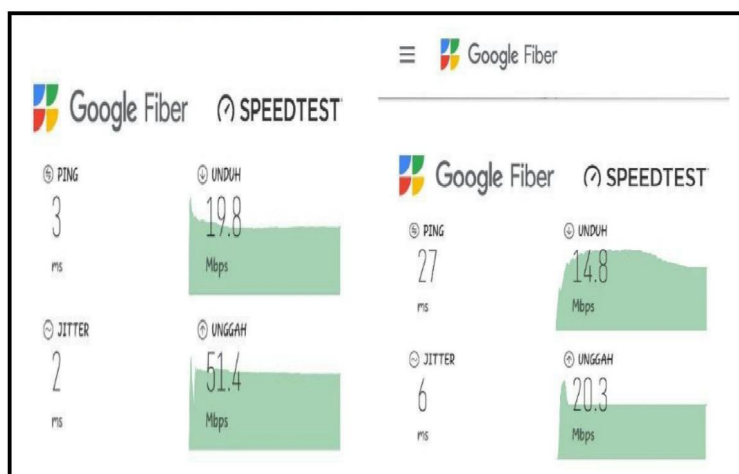 Google Fiber SPEEDTEST
PING UNDUH
3 19.8
ms Mbps
JITTER UNGGAH
2 51.4
ms Mbps
Google Fiber
Google Fiber SPEEDTEST
PING UNDUH
27 14.8
ms Mbps
JITTER UNGGAH
6 20.3
ms Mbps